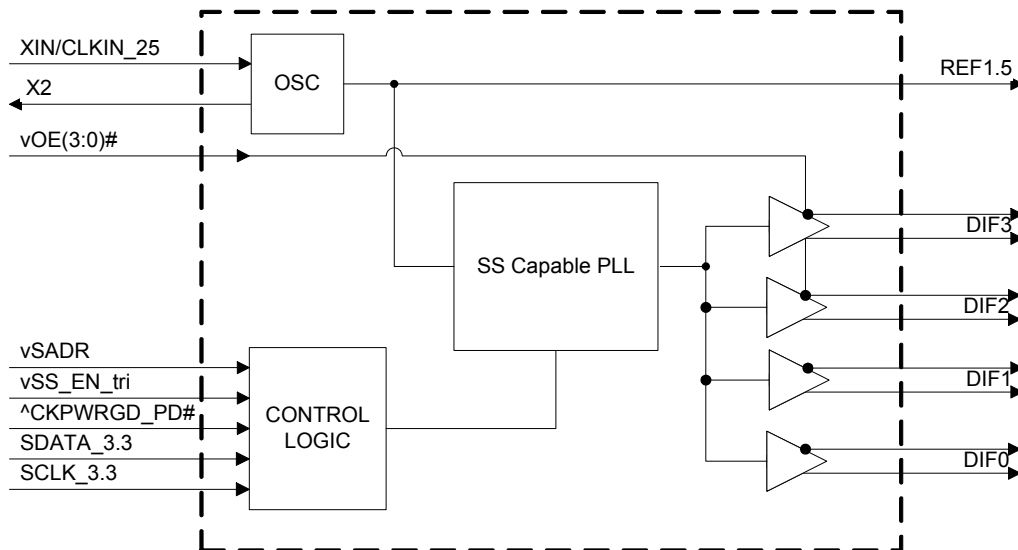 XIN/CLKIN_25
X2
vOE(3:0)#
OSC
REF1.5
SS Capable PLL
DIF3
DIF2
DIF1
DIF0
vSADR
vSS_EN_tri
^CKPWRGD_PD#
SDATA_3.3
SCLK_3.3
CONTROL
LOGIC